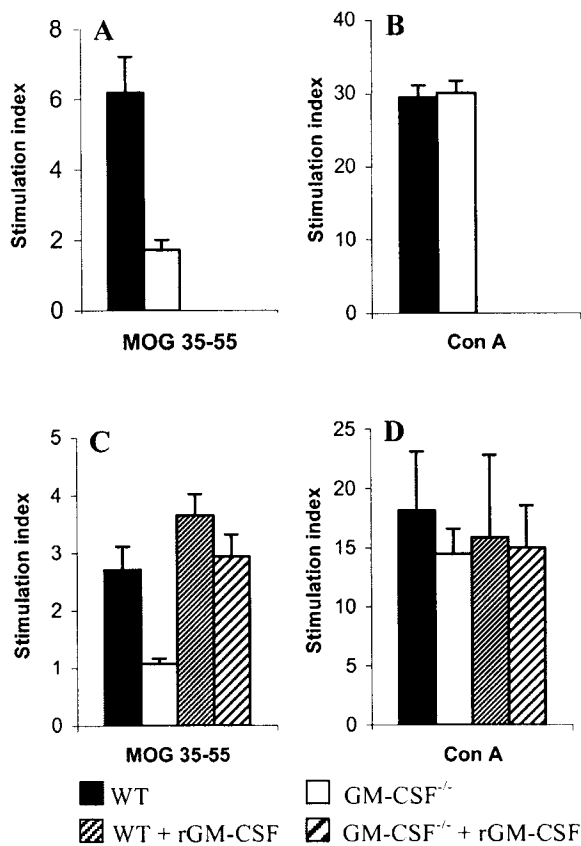 A
Stimulation index
8
6
4
2
0
MOG 35-55
B
Stimulation index
40
30
20
10
0
Con A
C
Stimulation index
5
4
3
2
1
0
MOG 35-55
D
Stimulation index
25
20
15
10
5
0
Con A
WT
GM-CSF-/-
WT + rGM-CSF
GM-CSF-/- + rGM-CSF